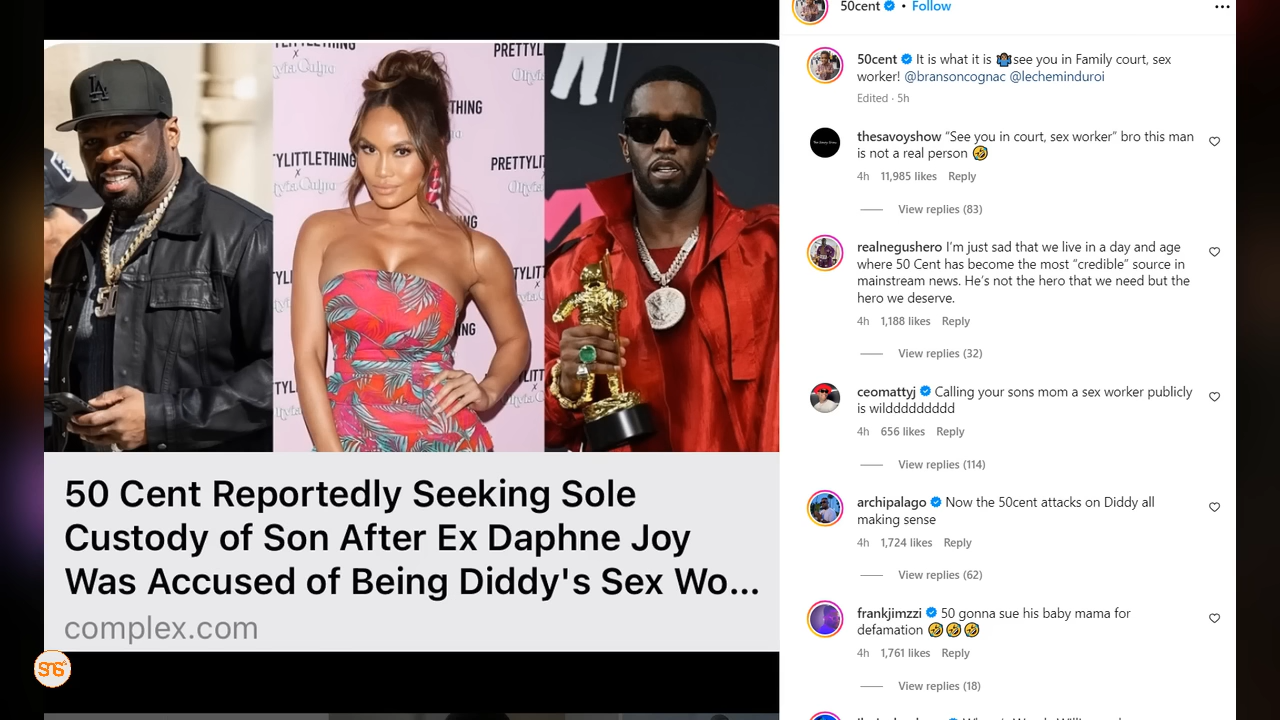 50cent • Follow
50cent It is what it is see you in Family court, sex
worker! @bransoncognac @lecheminduroi
Edited · 5h
thesavoyshow “See you in court, sex worker” bro this man
is not a real person 🤣
4h 11,985 likes Reply
View replies (83)
realnegushero I’m just sad that we live in a day and age
where 50 Cent has become the most “credible” source in
mainstream news. He’s not the hero that we need but the
hero we deserve.
4h 1,188 likes Reply
View replies (32)
ceomattyj Calling your sons mom a sex worker publicly
is wildddddddddd
4h 656 likes Reply
View replies (114)
archipalago Now the 50cent attacks on Diddy all
making sense
4h 1,724 likes Reply
View replies (62)
frankjimzzi 50 gonna sue his baby mama for
defamation 🤣🤣🤣
4h 1,761 likes Reply
View replies (18)
PRETTYL
X
THING
PRETTYLIT
YLITTLETHING
Olivia Culpo
LA
50 Cent Reportedly Seeking Sole
Custody of Son After Ex Daphne Joy
Was Accused of Being Diddy's Sex Wo...
complex.com
SNS